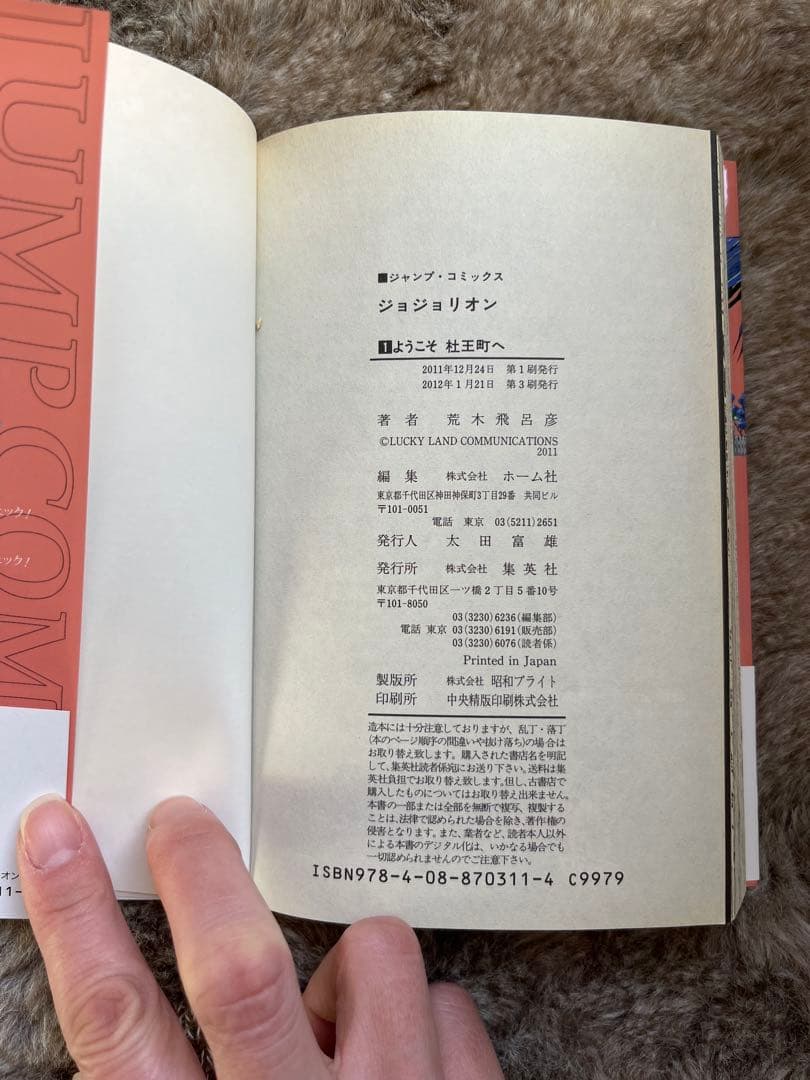 JUMP COM
ック!
ニック!
オン
11-
■ジャンプ・コミックス
ジョジョリオン
1ようこそ 杜王町へ
2011年12月24日 第1刷発行
2012年1月21日 第3刷発行
著者 荒木飛呂彦
©LUCKY LAND COMMUNICATIONS
2011
編集 株式会社 ホーム社
東京都千代田区神田神保町3丁目29番 共同ビル
〒101-0051
電話 東京 03(5211)2651
発行人 太田富雄
発行所 株式会社 集英社
東京都千代田区一ツ橋2丁目5番10号
〒101-8050
03(3230)6236(編集部)
電話 東京 03(3230)6191(販売部)
03(3230)6076(読者係)
Printed in Japan
製版所 株式会社 昭和ブライト
印刷所 中央精版印刷株式会社
造本には十分注意しておりますが、乱丁・落丁
(本のページ順序の間違いや抜け落ち)の場合は
お取り替え致します。購入された書店名を明記
して、集英社読者係宛にお送り下さい。送料は集
英社負担でお取り替え致します。但し、古書店で
購入したものについてはお取り替え出来ません。
本書の一部または全部を無断で複写、複製する
ことは、法律で認められた場合を除き、著作権の
侵害となります。また、業者など、読者本人以外
による本書のデジタル化は、いかなる場合でも
一切認められませんのでご注意下さい。
ISBN978-4-08-870311-4 C9979